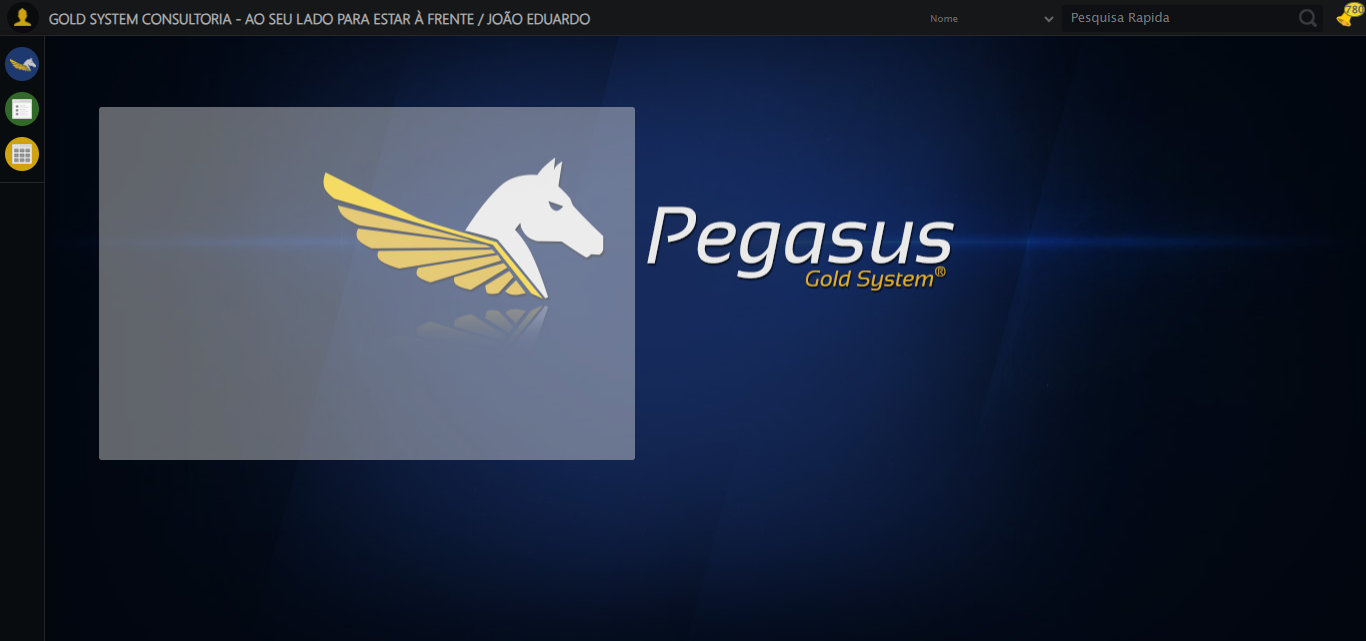 GOLD SYSTEM CONSULTORIA - AO SEU LADO PARA ESTAR À FRENTE / JOÃO EDUARDO
Nome
Pesquisa Rapida
780
Pegasus
Gold System®